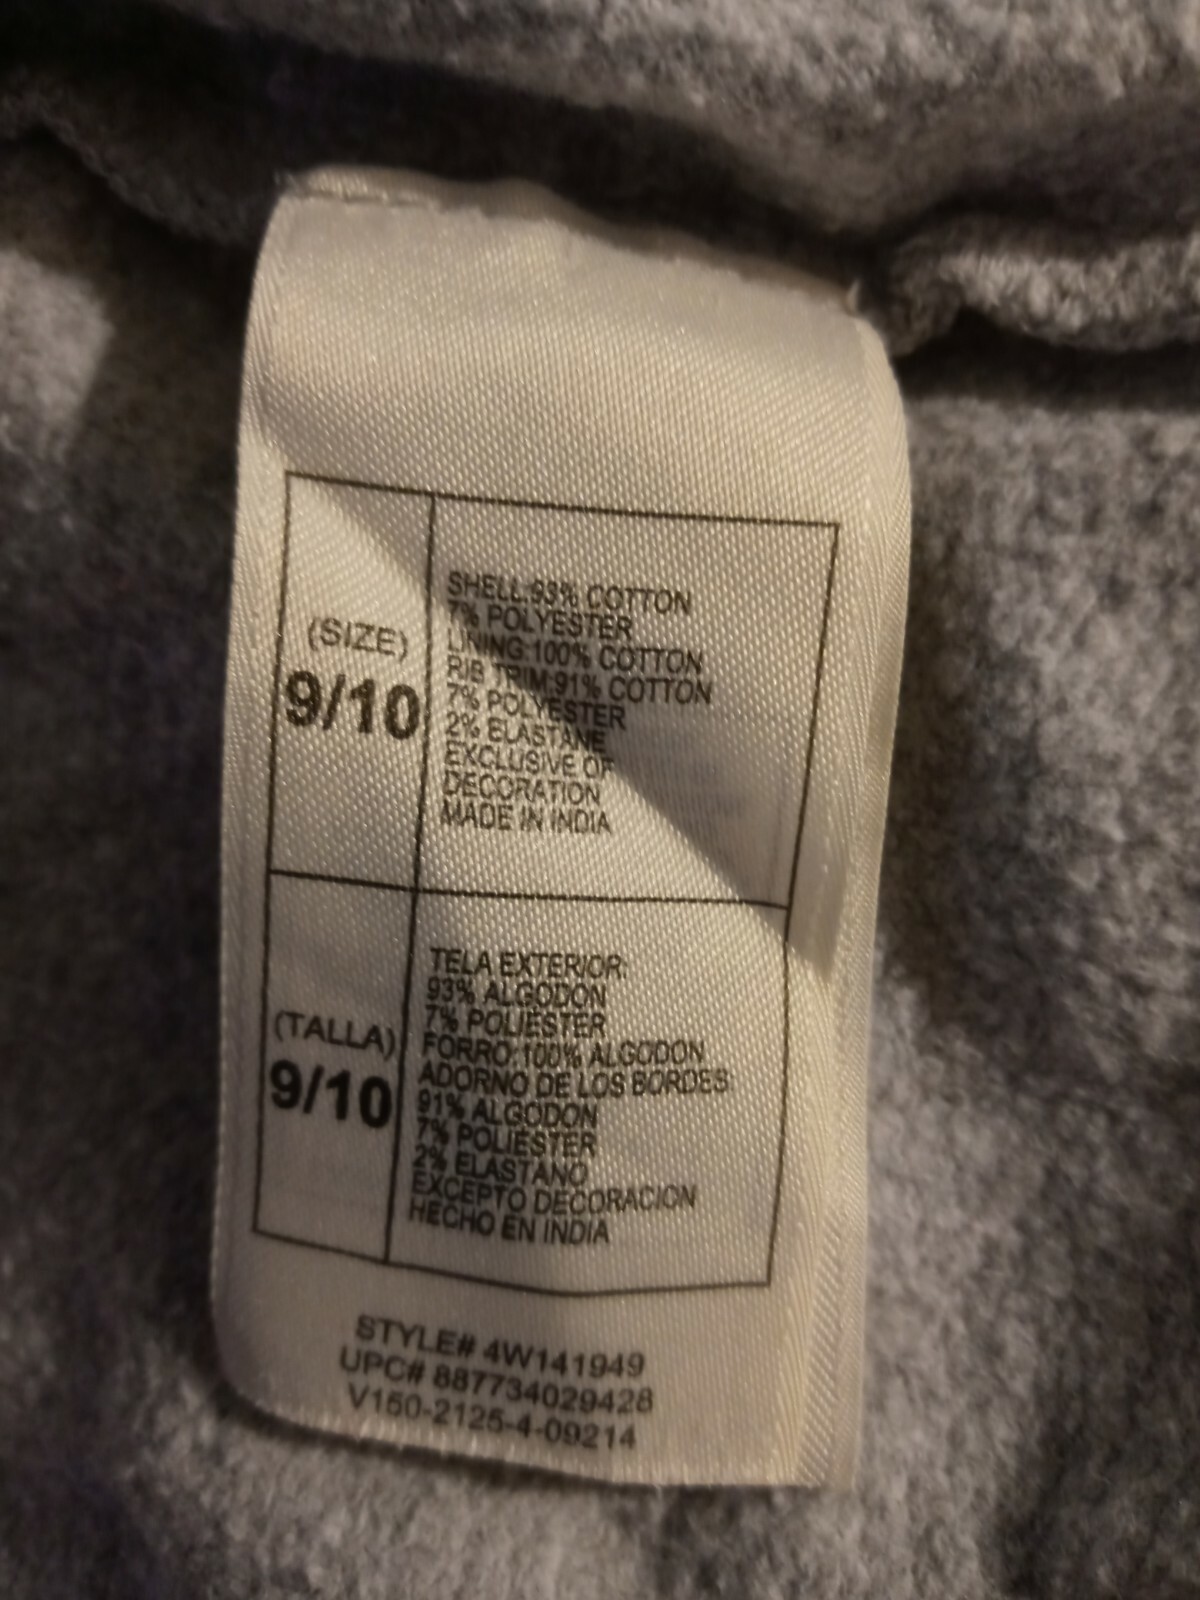 (SIZE)
9/10
SHELL:93% COTTON
7% POLYESTER
LINING:100% COTTON
RIB TRIM:91% COTTON
7% POLYESTER
2% ELASTANE
EXCLUSIVE OF
DECORATION
MADE IN INDIA
(TALLA)
9/10
TELA EXTERIOR:
93% ALGODON
7% POLIESTER
FORRO:100% ALGODON
ADORNO DE LOS BORDES:
91% ALGODON
7% POLIESTER
2% ELASTANO
EXCEPTO DECORACION
HECHO EN INDIA
STYLE# 4W141949
UPC# 887734029428
V150-2125-4-09214